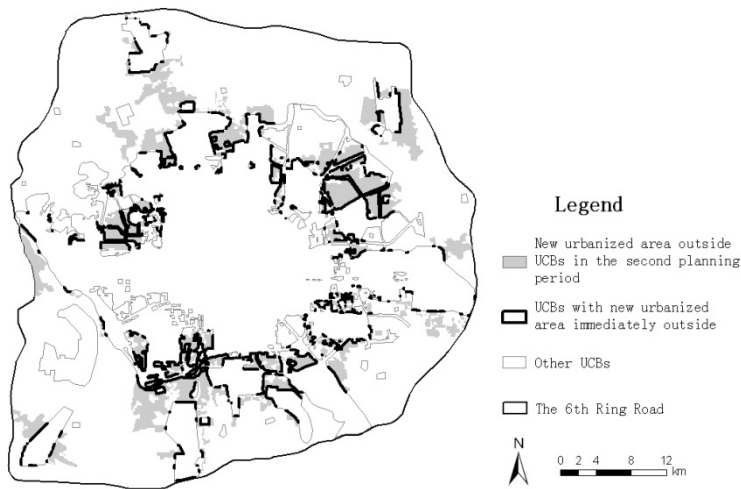 Legend
New urbanized area outside
UCBs in the second planning
period
UCBs with new urbanized
area immediately outside
Other UCBs
The 6th Ring Road
N
0 2 4 8 12
km